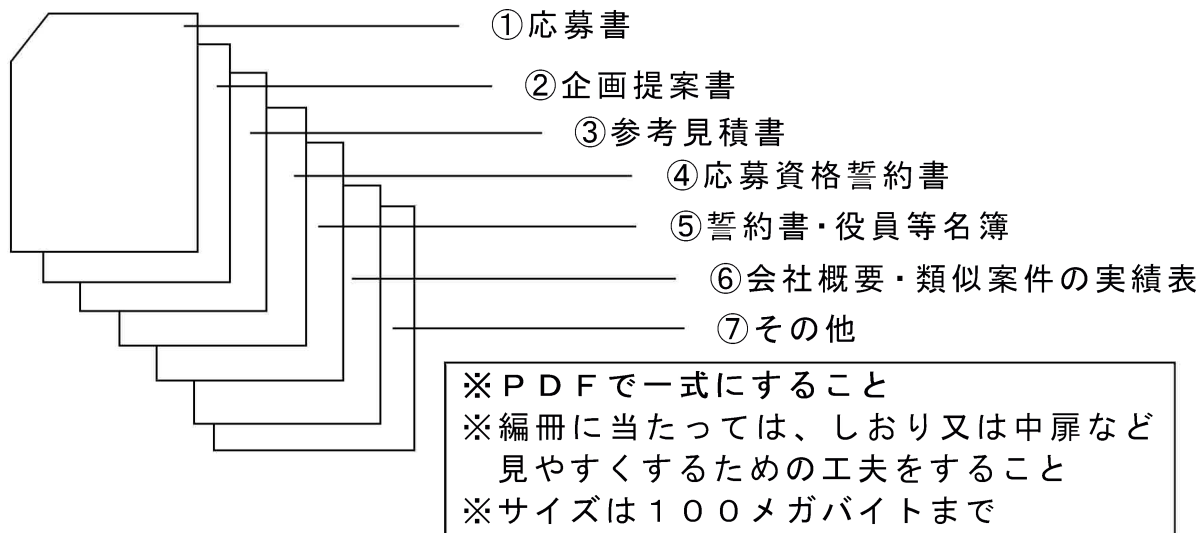 ①応募書
②企画提案書
③参考見積書
④応募資格誓約書
⑤誓約書・役員等名簿
⑥会社概要・類似案件の実績表
⑦その他
※ＰＤＦで一式にすること
※編冊に当たっては、しおり又は中扉など
見やすくするための工夫をすること
※サイズは１００メガバイトまで